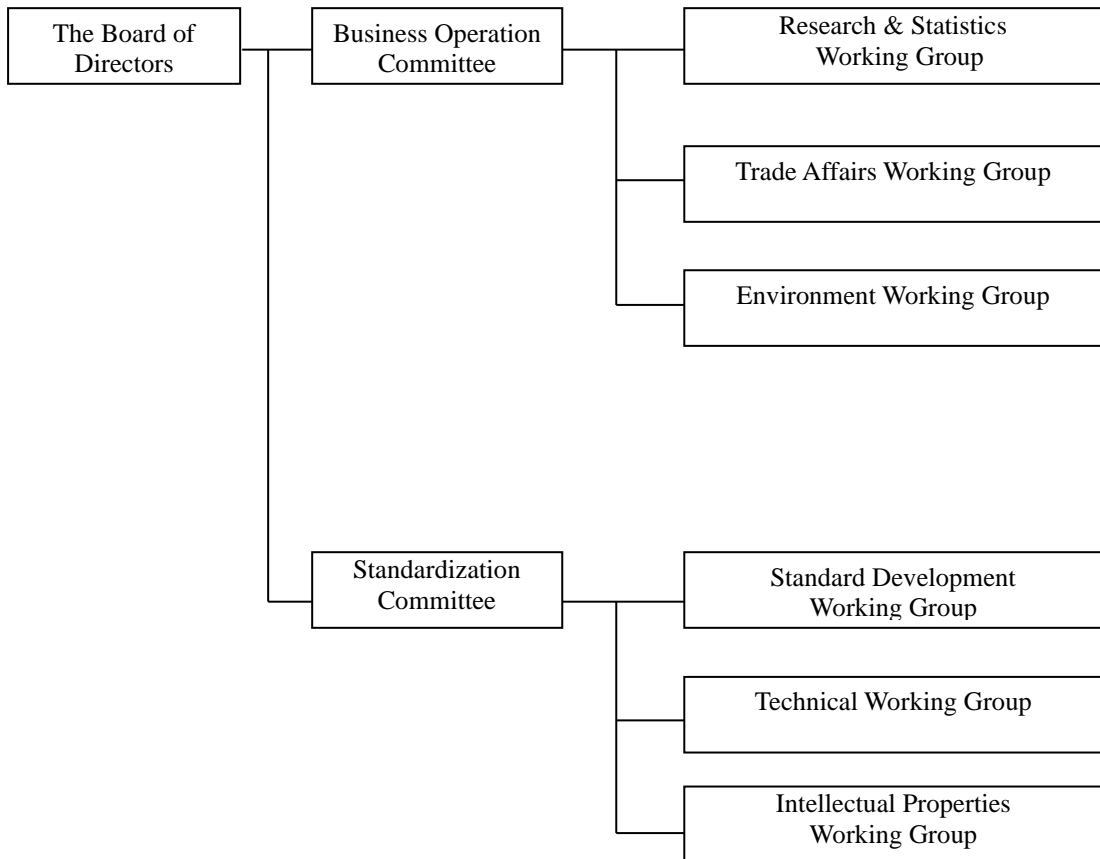 The Board of
Directors
Business Operation
Committee
Research & Statistics
Working Group
Trade Affairs Working Group
Environment Working Group
Standardization
Committee
Standard Development
Working Group
Technical Working Group
Intellectual Properties
Working Group